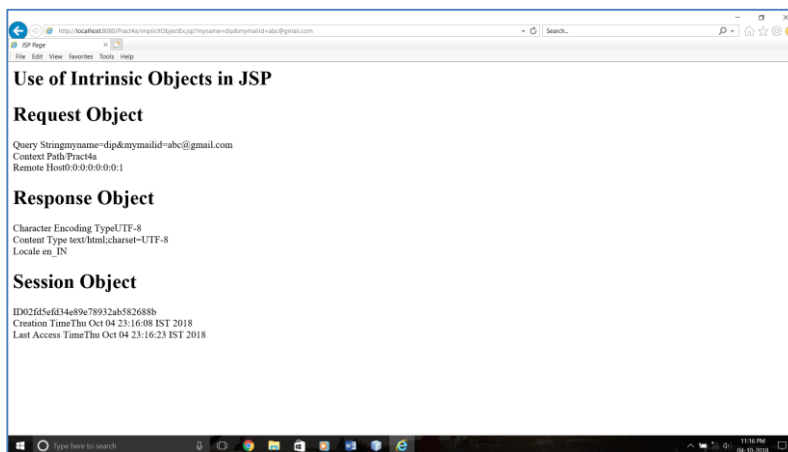 http://localhost:8080/Pract4a/implicitObjectEx.jsp?myname=dip&mymailid=abc@gmail.com
Search...
JSP Page
File Edit View Favorites Tools Help
Use of Intrinsic Objects in JSP
Request Object
Query Stringmyname=dip&mymailid=abc@gmail.com
Context Path/Pract4a
Remote Host0:0:0:0:0:0:0:1
Response Object
Character Encoding TypeUTF-8
Content Type text/html;charset=UTF-8
Locale en_IN
Session Object
ID02fd5efd34e89e78932ab582688b
Creation TimeThu Oct 04 23:16:08 IST 2018
Last Access TimeThu Oct 04 23:16:23 IST 2018
Type here to search
11:16 PM
04-10-2018